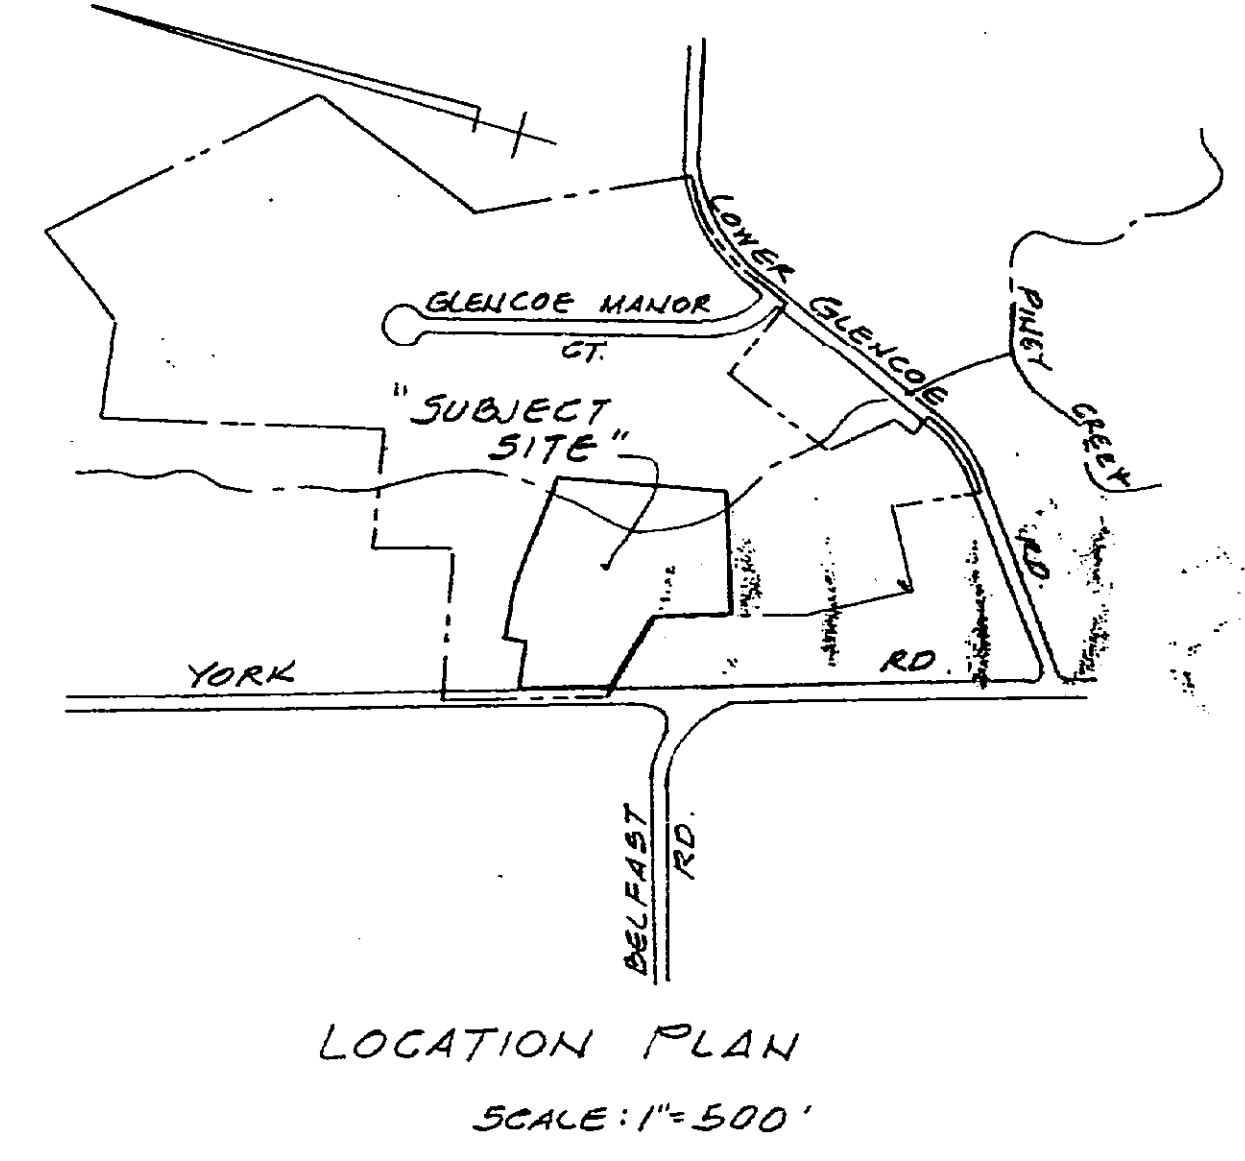 LOWER GLENCOE RD.
GLENCOE MANOR
CT.
PINEY CREEK
"SUBJECT
SITE"
YORK RD.
BELFAST RD.
LOCATION PLAN
SCALE: 1"=500'